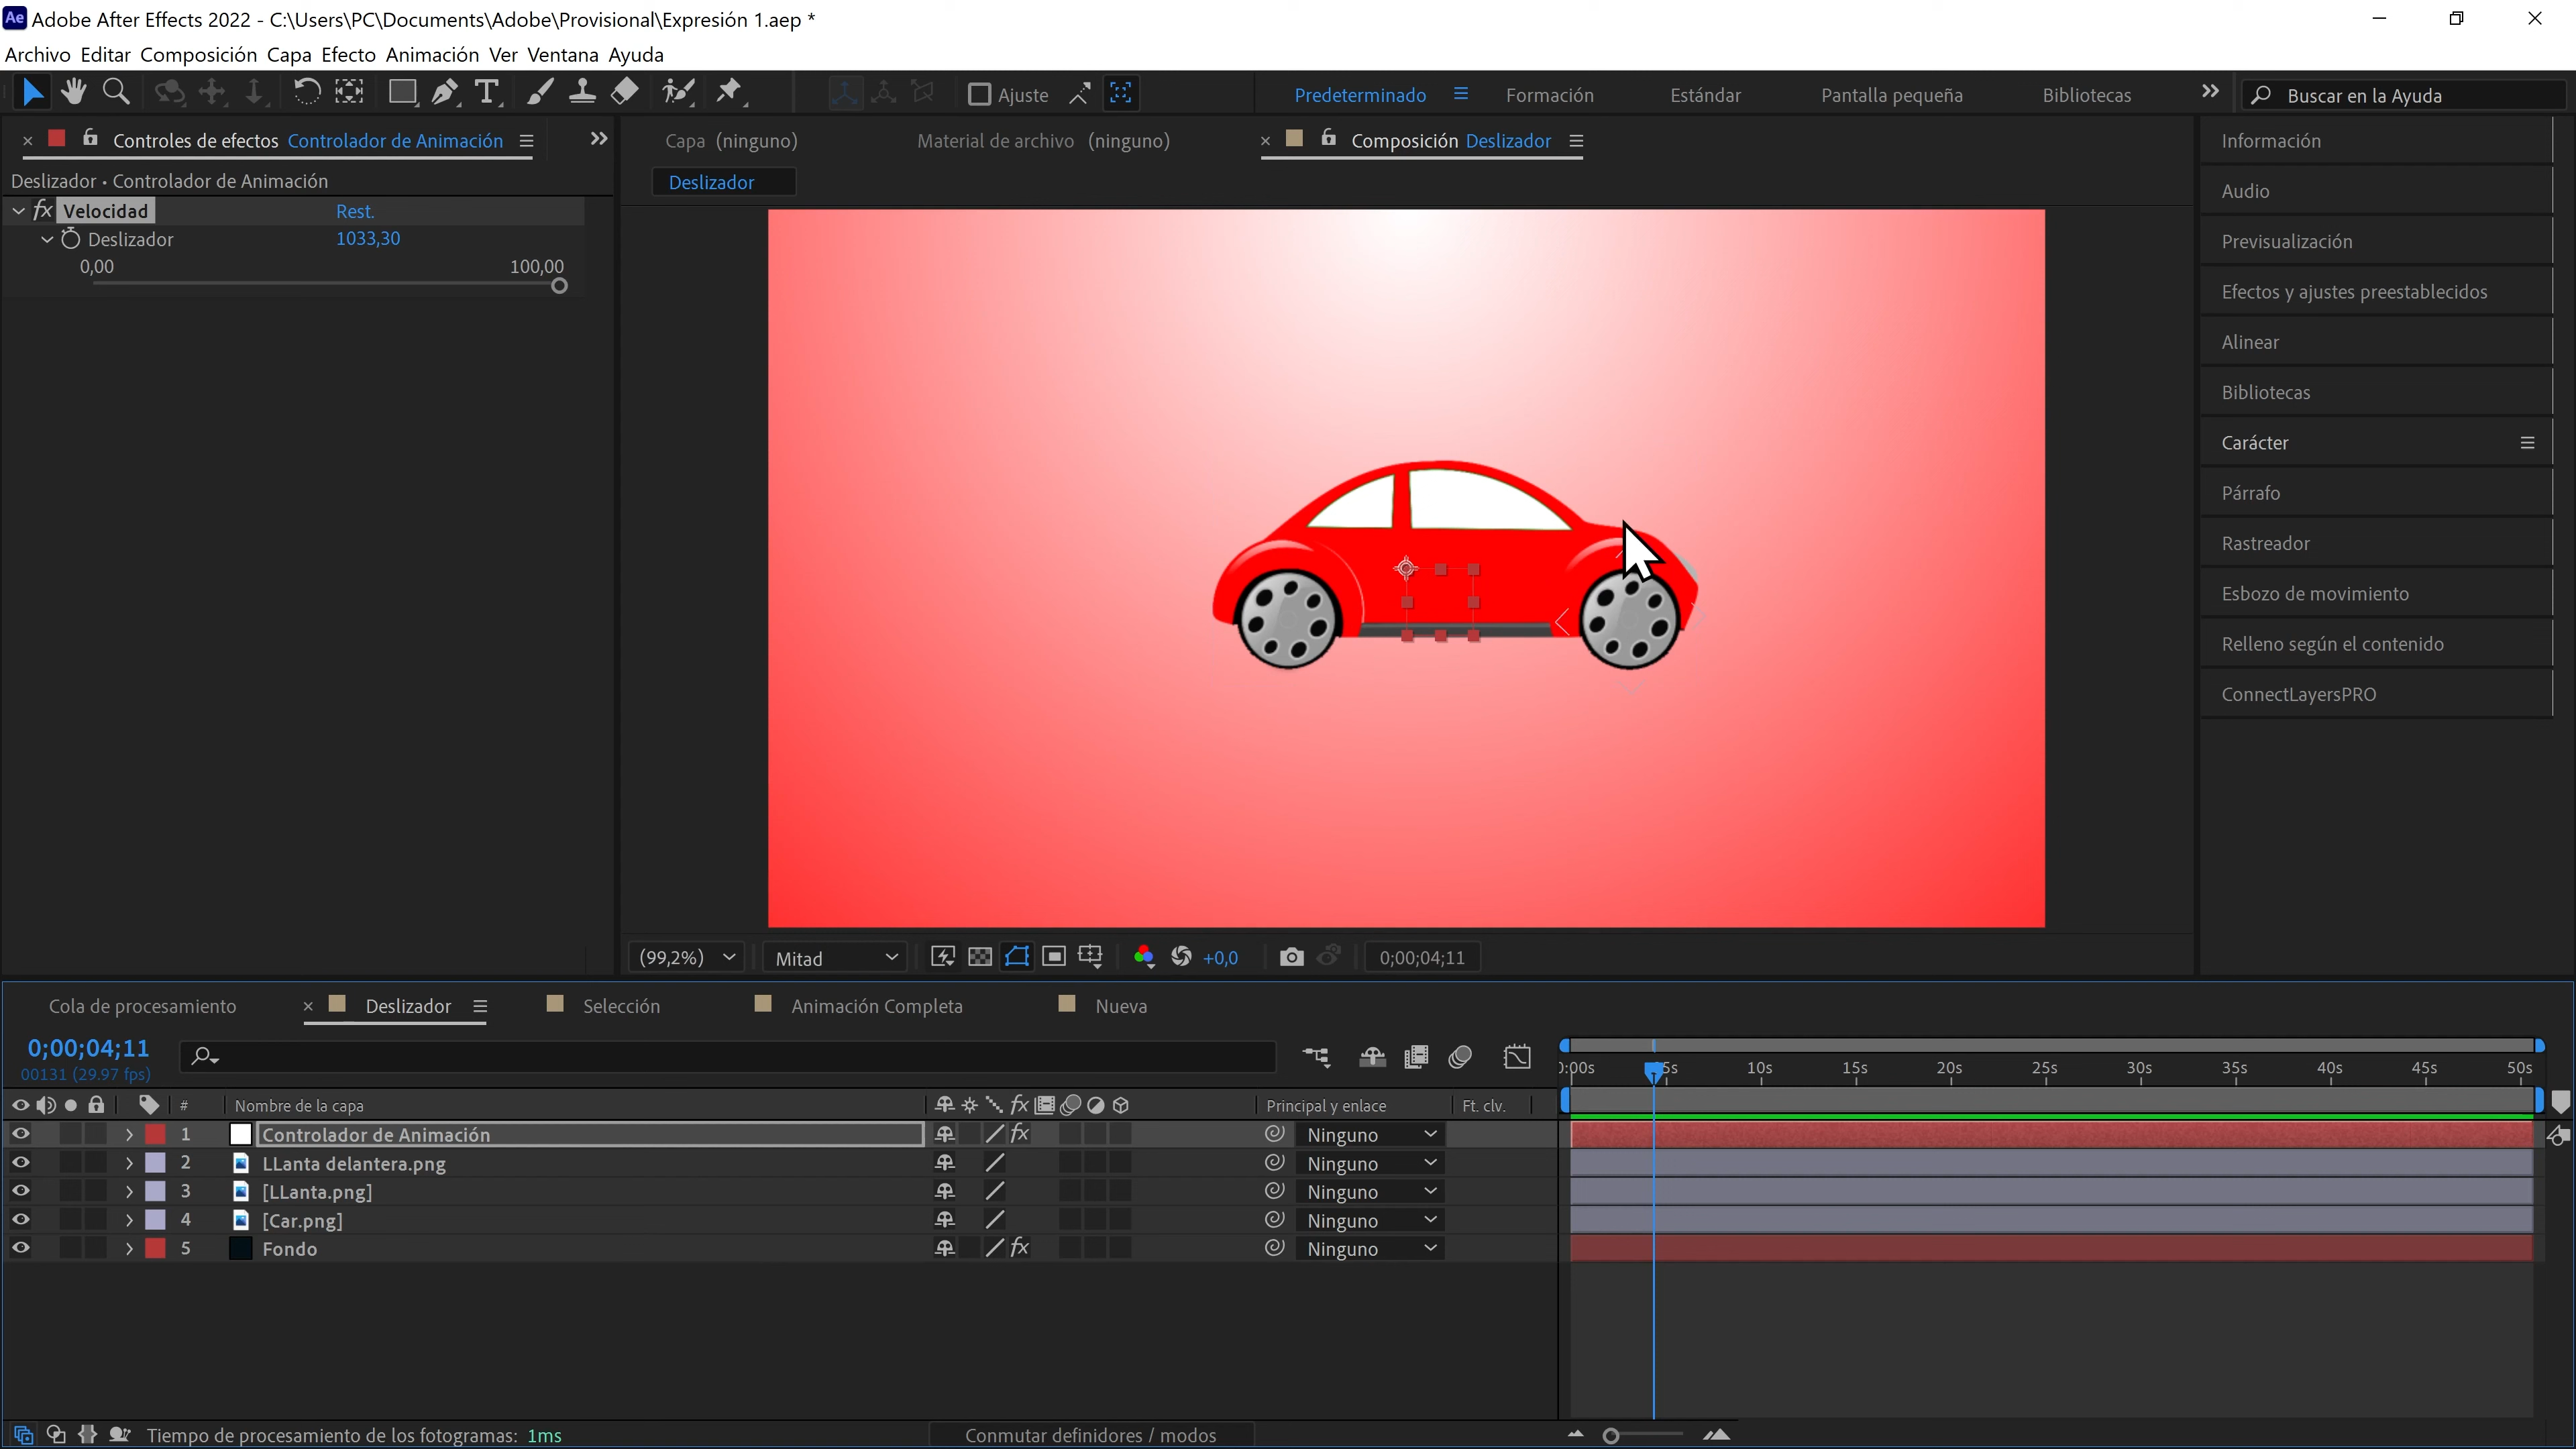 Ae Adobe After Effects 2022 - C:\Users\PC\Documents\Adobe\Provisional\Expresión 1.aep *
Archivo Editar Composición Capa Efecto Animación Ver Ventana Ayuda
Ajuste
Predeterminado Formación Estándar Pantalla pequeña Bibliotecas
Buscar en la Ayuda
Controles de efectos Controlador de Animación
Deslizador • Controlador de Animación
fx Velocidad Rest.
Deslizador 1033,30
0,00 100,00
Capa (ninguno) Material de archivo (ninguno) Composición Deslizador
Deslizador
Información
Audio
Previsualización
Efectos y ajustes preestablecidos
Alinear
Bibliotecas
Carácter
Párrafo
Rastreador
Esbozo de movimiento
Relleno según el contenido
ConnectLayersPRO
(99,2%) Mitad +0,0 0;00;04;11
Cola de procesamiento Deslizador Selección Animación Completa Nueva
0;00;04;11
00131 (29.97 fps)
):00s 5s 10s 15s 20s 25s 30s 35s 40s 45s 50s
# Nombre de la capa fx Principal y enlace Ft. clv.
1 Controlador de Animación fx Ninguno
2 LLanta delantera.png Ninguno
3 [LLanta.png] Ninguno
4 [Car.png] Ninguno
5 Fondo fx Ninguno
Tiempo de procesamiento de los fotogramas: 1ms Conmutar definidores / modos